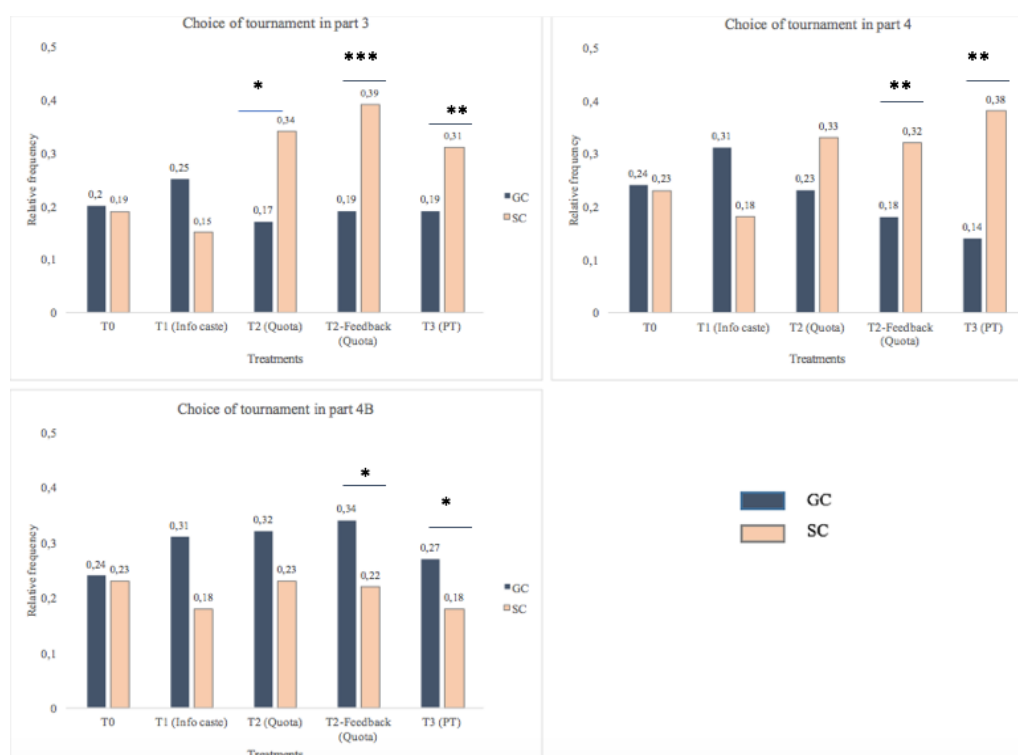 Choice of tournament in part 3
0,5
0,4
0,3
0,2
0,1
0
Relative frequency
*
***
**
0,2 0,19
0,25 0,15
0,17 0,34
0,19 0,39
0,19 0,31
GC
SC
T0 T1 (Info caste) T2 (Quota) T2-Feedback T3 (PT)
(Quota)
Treatments
Choice of tournament in part 4
0,5
0,4
0,3
0,2
0,1
0
Relative frequency
**
**
0,24 0,23
0,31 0,18
0,23 0,33
0,18 0,32
0,14 0,38
T0 T1 (Info caste) T2 (Quota) T2-Feedback T3 (PT)
(Quota)
Treatments
Choice of tournament in part 4B
0,5
0,4
0,3
0,2
0,1
0
Relative frequency
*
*
0,24 0,23
0,31 0,18
0,32 0,23
0,34 0,22
0,27 0,18
GC
SC
T0 T1 (Info caste) T2 (Quota) T2-Feedback T3 (PT)
(Quota)
Treatments
GC
SC